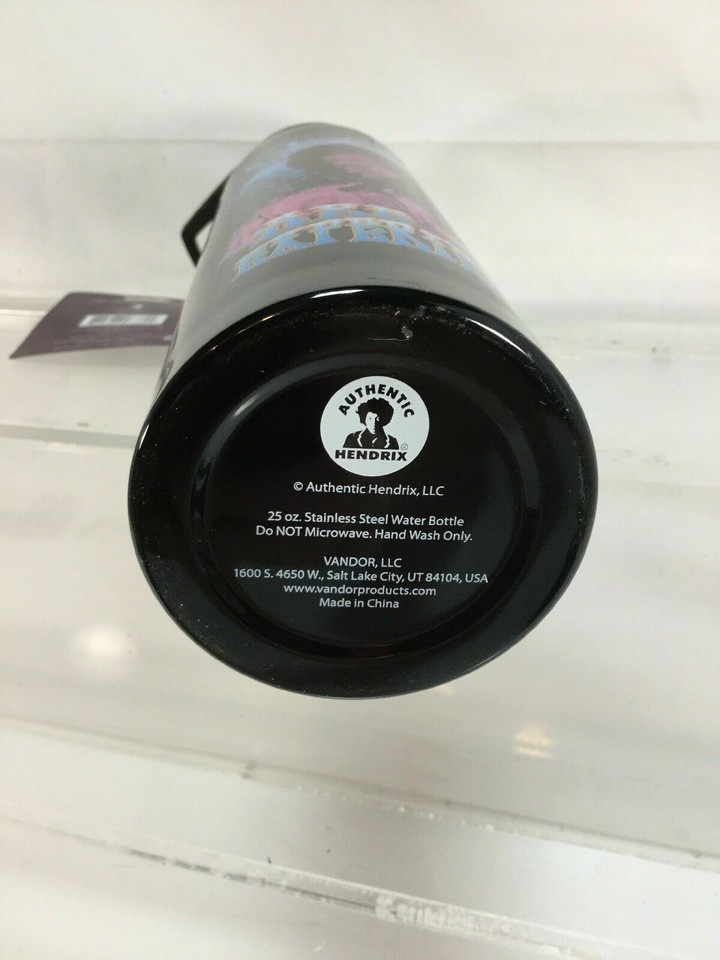 AUTHENTIC
HENDRIX®
© Authentic Hendrix, LLC
25 oz. Stainless Steel Water Bottle
Do NOT Microwave. Hand Wash Only.
VANDOR, LLC
1600 S. 4650 W., Salt Lake City, UT 84104, USA
www.vandorproducts.com
Made in China